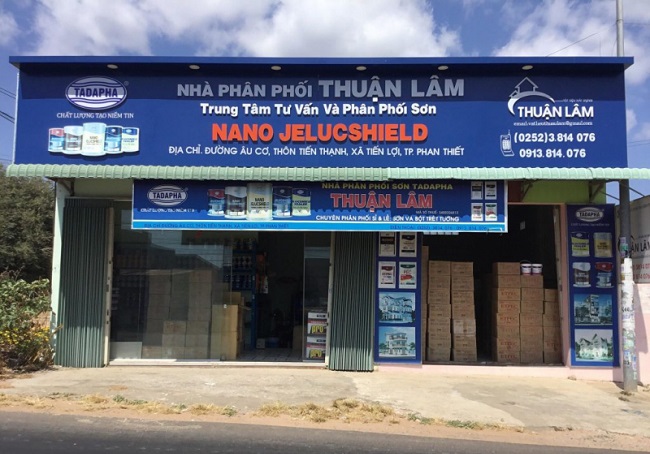 TADAPHA
CHẤT LƯỢNG TẠO NIỀM TIN
NHÀ PHÂN PHỐI THUẬN LÂM
Trung Tâm Tư Vấn Và Phân Phối Sơn
NANO JELUCSHIELD
ĐỊA CHỈ. ĐƯỜNG ÂU CƠ, THÔN TIẾN THẠNH, XÃ TIẾN LỢI, TP. PHAN THIẾT
THUẬN LÂM
(0252)3.814 076
0913.814.076
TADAPHA
NHÀ PHÂN PHỐI SƠN TADAPHA
THUẬN LÂM
CHUYÊN PHÂN PHỐI SỈ & LẺ SƠN VÀ BỘT TRÉT TƯỜNG
TADAPHA